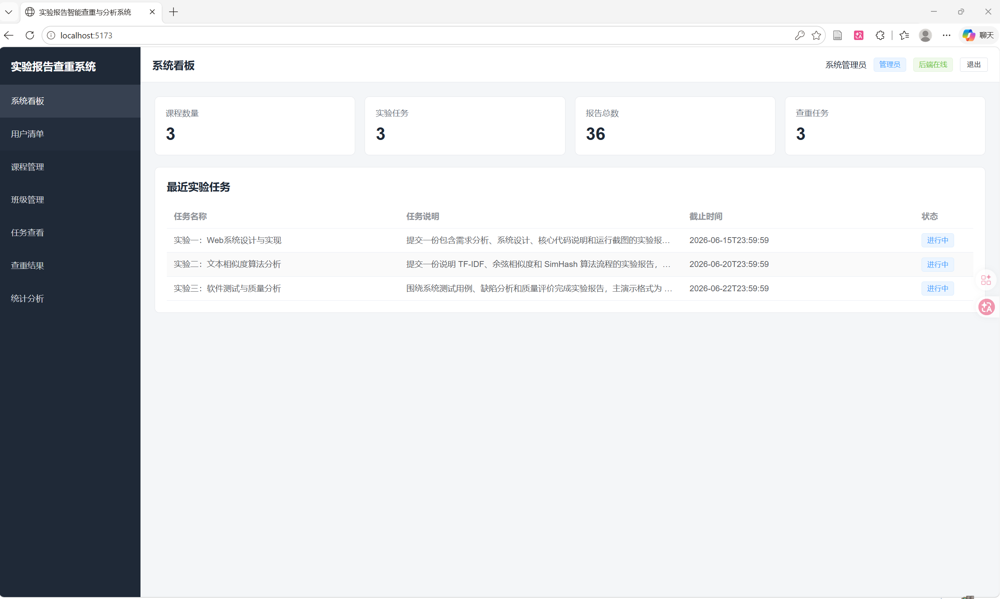 实验报告智能查重与分析系统
localhost:5173
聊天
实验报告查重系统
系统看板
系统管理员 管理员 后端在线 退出
系统看板
用户清单
课程管理
班级管理
任务查看
查重结果
统计分析
课程数量 实验任务 报告总数 查重任务
3 3 36 3
最近实验任务
任务名称 任务说明 截止时间 状态
实验一：Web系统设计与实现 提交一份包含需求分析、系统设计、核心代码说明和运行截图的实验报... 2026-06-15T23:59:59 进行中
实验二：文本相似度算法分析 提交一份说明 TF-IDF、余弦相似度和 SimHash 算法流程的实验报告，... 2026-06-20T23:59:59 进行中
实验三：软件测试与质量分析 围绕系统测试用例、缺陷分析和质量评价完成实验报告，主演示格式为 ... 2026-06-22T23:59:59 进行中